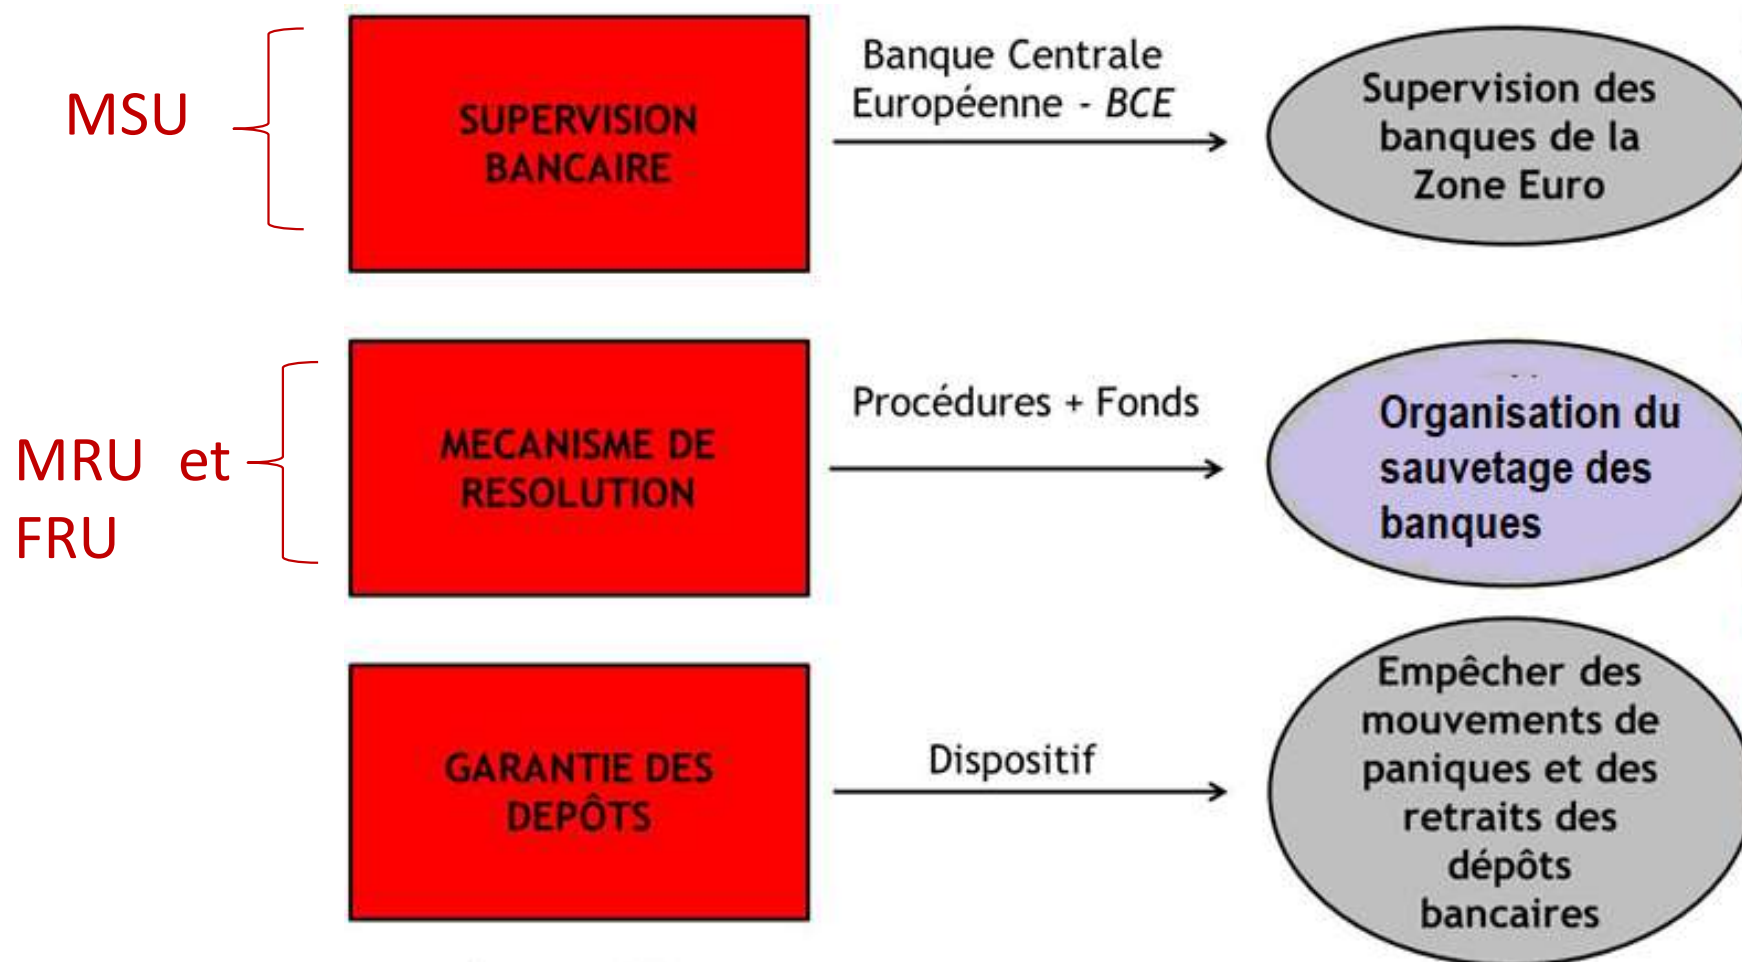 MSU
SUPERVISION
BANCAIRE
Banque Centrale
Européenne - BCE
Supervision des
banques de la
Zone Euro
MRU et
FRU
MECANISME DE
RESOLUTION
Procédures + Fonds
Organisation du
sauvetage des
banques
GARANTIE DES
DEPÔTS
Dispositif
Empêcher des
mouvements de
paniques et des
retraits des
dépôts
bancaires